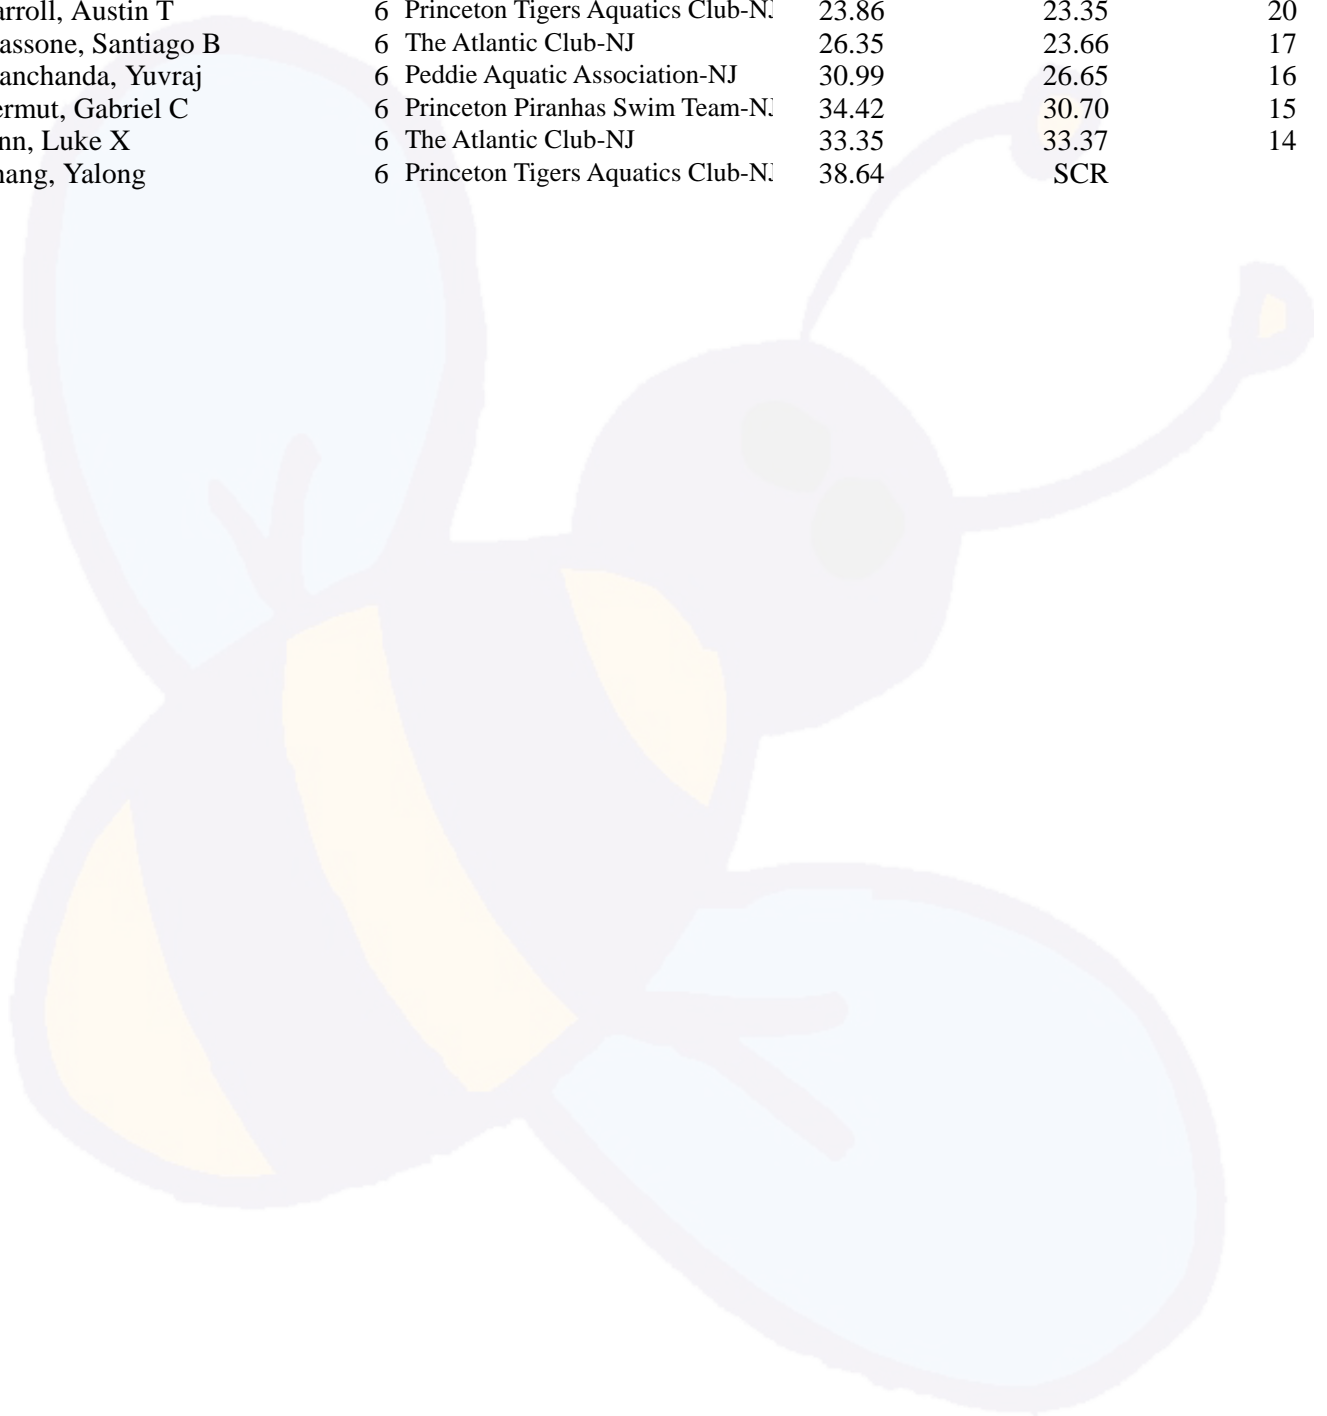 arroll, Austin T 6 Princeton Tigers Aquatics Club-NJ 23.86 23.35 20
assone, Santiago B 6 The Atlantic Club-NJ 26.35 23.66 17
anchanda, Yuvraj 6 Peddie Aquatic Association-NJ 30.99 26.65 16
ermut, Gabriel C 6 Princeton Piranhas Swim Team-NJ 34.42 30.70 15
nn, Luke X 6 The Atlantic Club-NJ 33.35 33.37 14
hang, Yalong 6 Princeton Tigers Aquatics Club-NJ 38.64 SCR